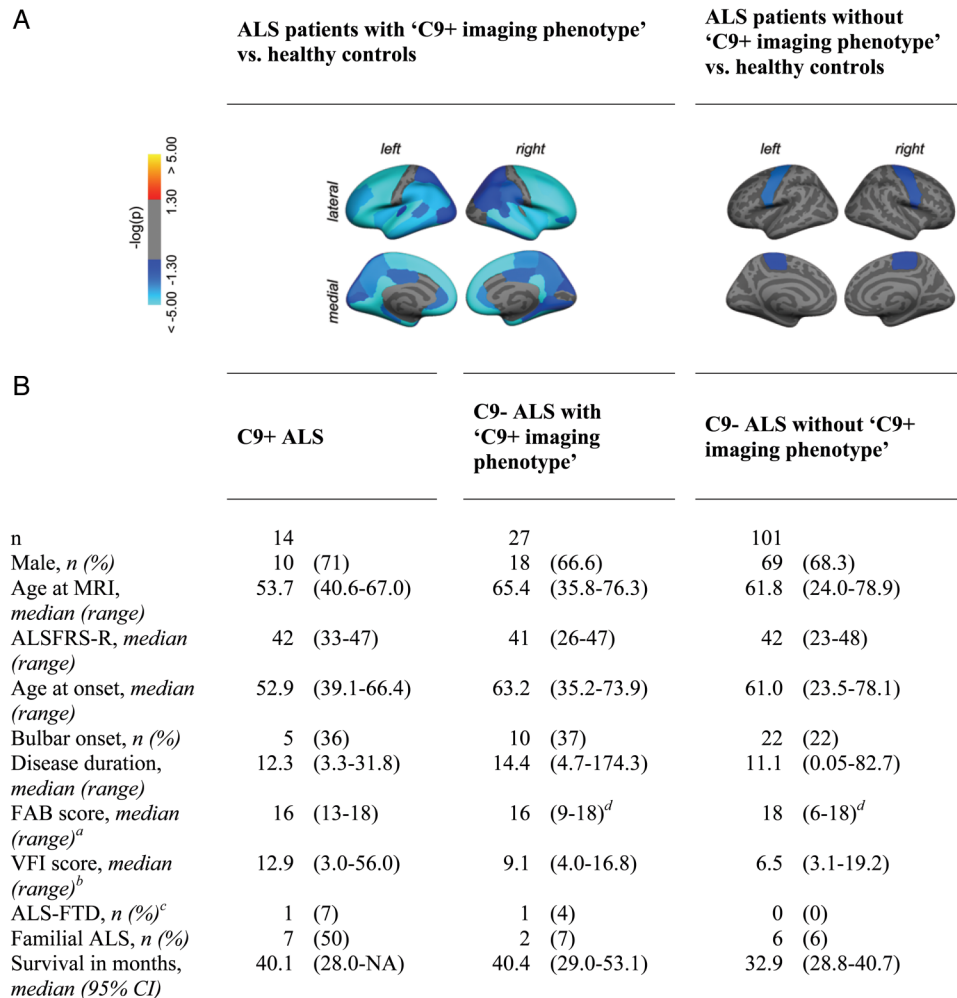 A
ALS patients with ‘C9+ imaging phenotype’
vs. healthy controls
ALS patients without
‘C9+ imaging phenotype’
vs. healthy controls
-log(p)
> 5.00
1.30
-1.30
< -5.00
left
right
lateral
medial
left
right
B
C9+ ALS
C9- ALS with
‘C9+ imaging
phenotype’
C9- ALS without ‘C9+
imaging phenotype’
n 14 27 101
Male, n (%) 10 (71) 18 (66.6) 69 (68.3)
Age at MRI, 53.7 (40.6-67.0) 65.4 (35.8-76.3) 61.8 (24.0-78.9)
median (range)
ALSFRS-R, median 42 (33-47) 41 (26-47) 42 (23-48)
(range)
Age at onset, median 52.9 (39.1-66.4) 63.2 (35.2-73.9) 61.0 (23.5-78.1)
(range)
Bulbar onset, n (%) 5 (36) 10 (37) 22 (22)
Disease duration, 12.3 (3.3-31.8) 14.4 (4.7-174.3) 11.1 (0.05-82.7)
median (range)
FAB score, median 16 (13-18) 16 (9-18)d 18 (6-18)d
(range)a
VFI score, median 12.9 (3.0-56.0) 9.1 (4.0-16.8) 6.5 (3.1-19.2)
(range)b
ALS-FTD, n (%)c 1 (7) 1 (4) 0 (0)
Familial ALS, n (%) 7 (50) 2 (7) 6 (6)
Survival in months, 40.1 (28.0-NA) 40.4 (29.0-53.1) 32.9 (28.8-40.7)
median (95% CI)